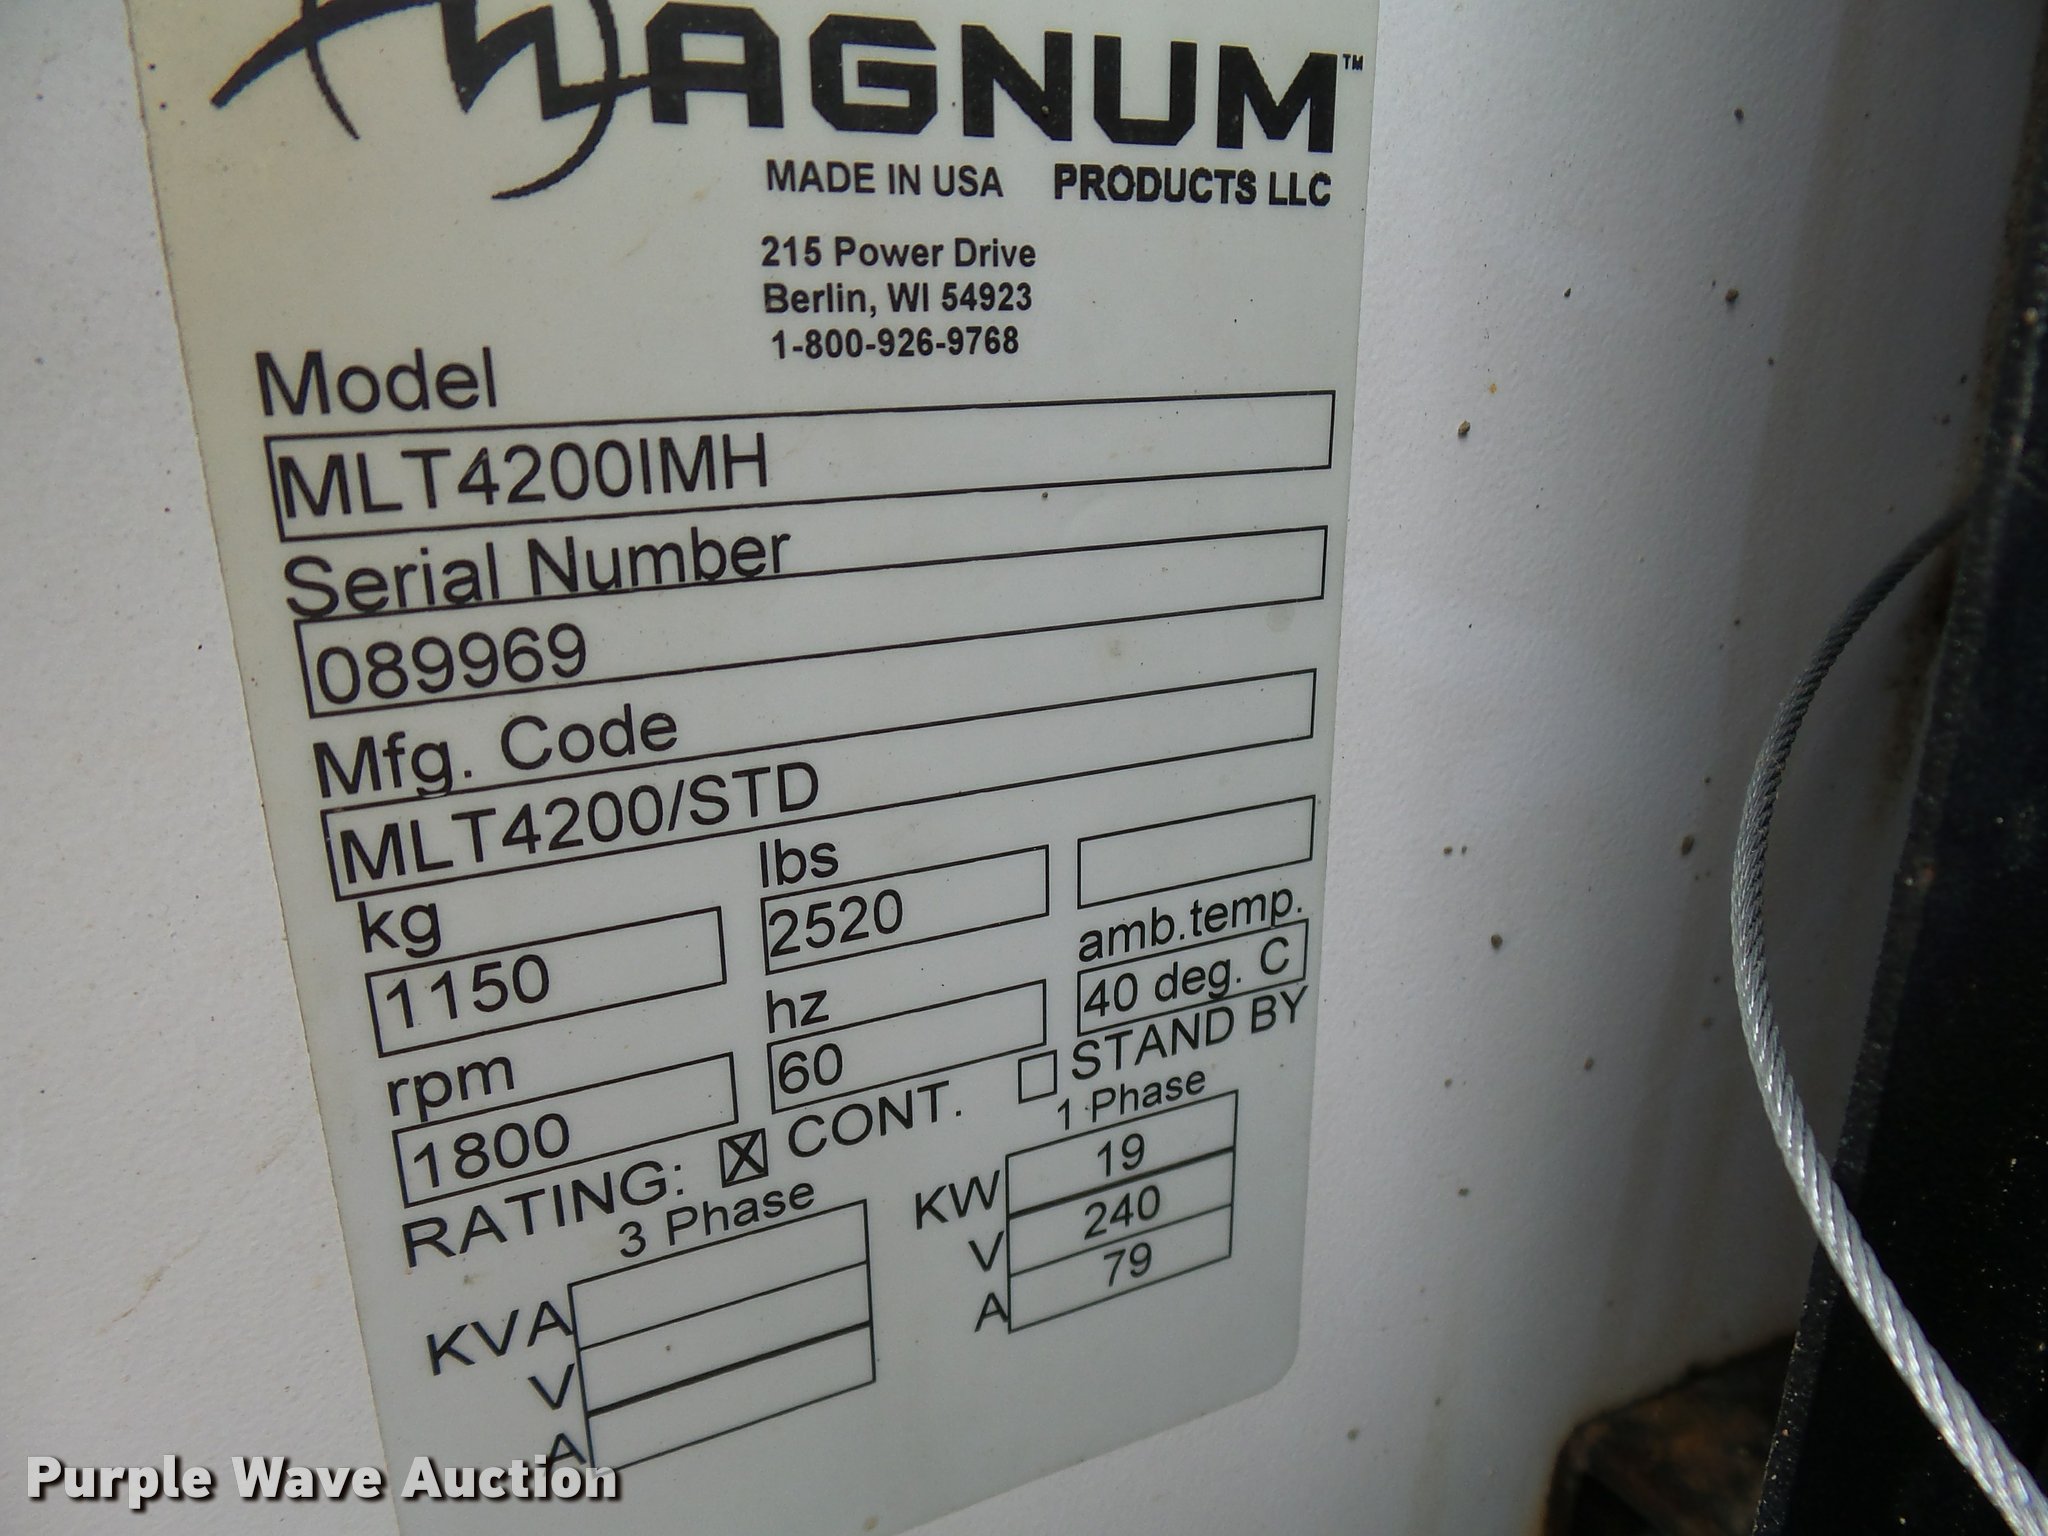 MAGNUM™
MADE IN USA PRODUCTS LLC
215 Power Drive
Berlin, WI 54923
1-800-926-9768
Model
MLT4200IMH
Serial Number
089969
Mfg. Code
MLT4200/STD
kg lbs
1150 2520
rpm hz amb.temp.
1800 60 40 deg. C
RATING: X CONT. STAND BY
3 Phase 1 Phase
KVA KW 19
V V 240
A A 79
Purple Wave Auction